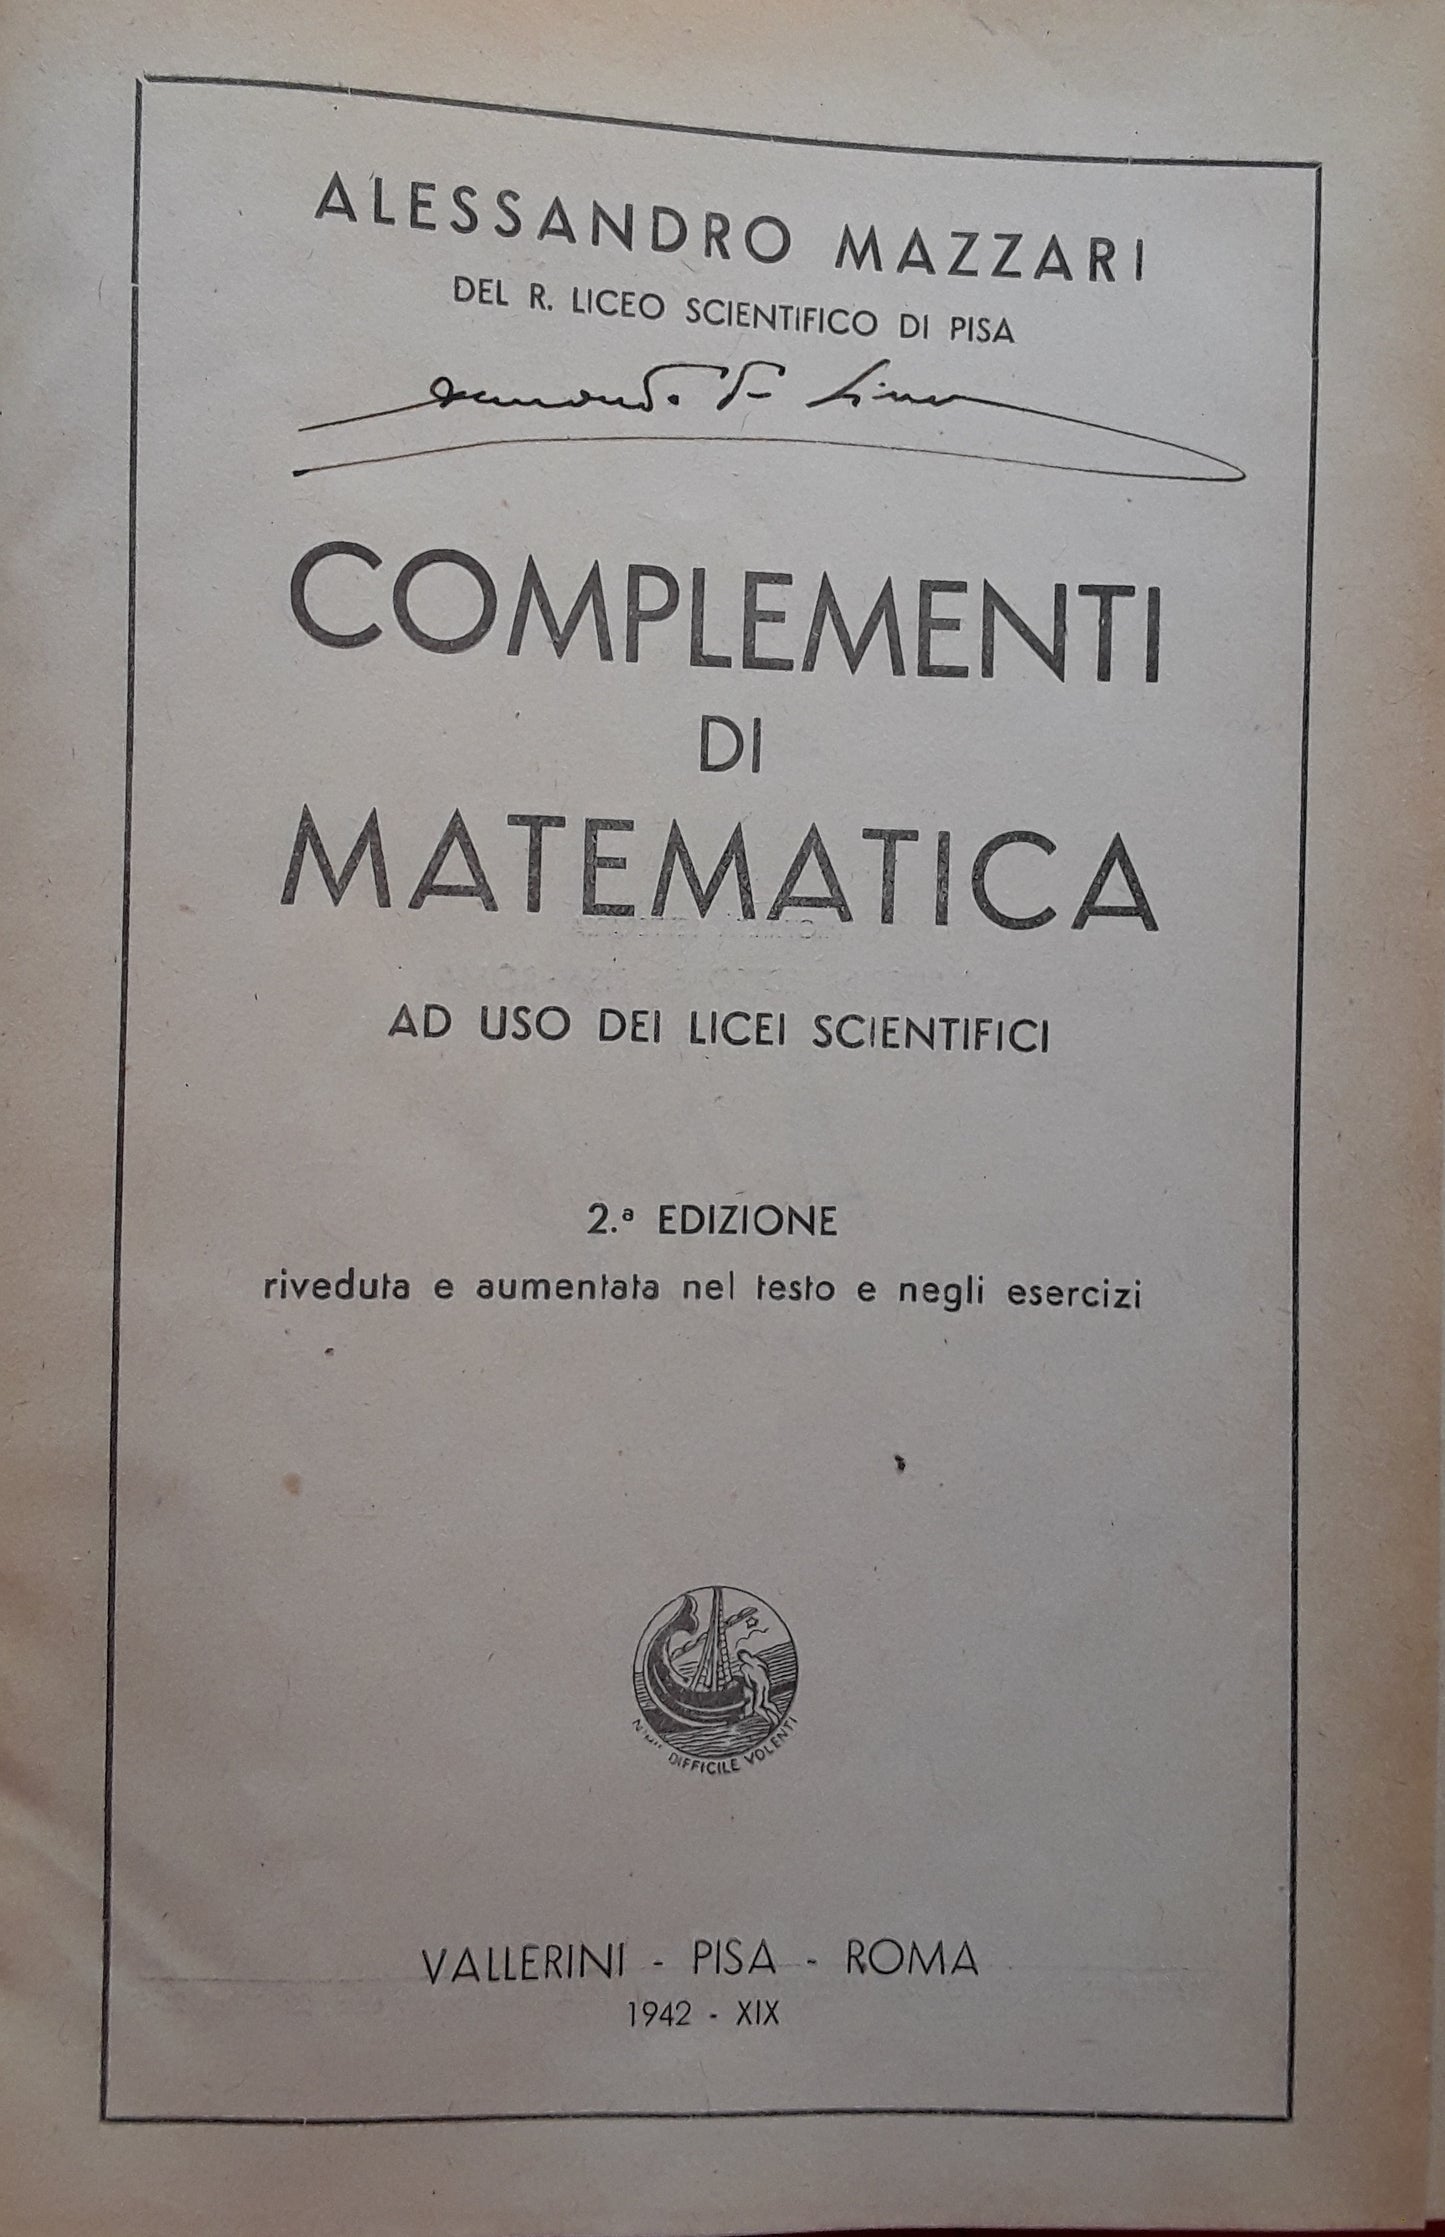 ALESSANDRO MAZZARI
DEL R. LICEO SCIENTIFICO DI PISA
COMPLEMENTI
DI
MATEMATICA
AD USO DEI LICEI SCIENTIFICI
2.ª EDIZIONE
riveduta e aumentata nel testo e negli esercizi
DIFFICILE VOLENTI
VALLERINI - PISA - ROMA
1942 - XIX